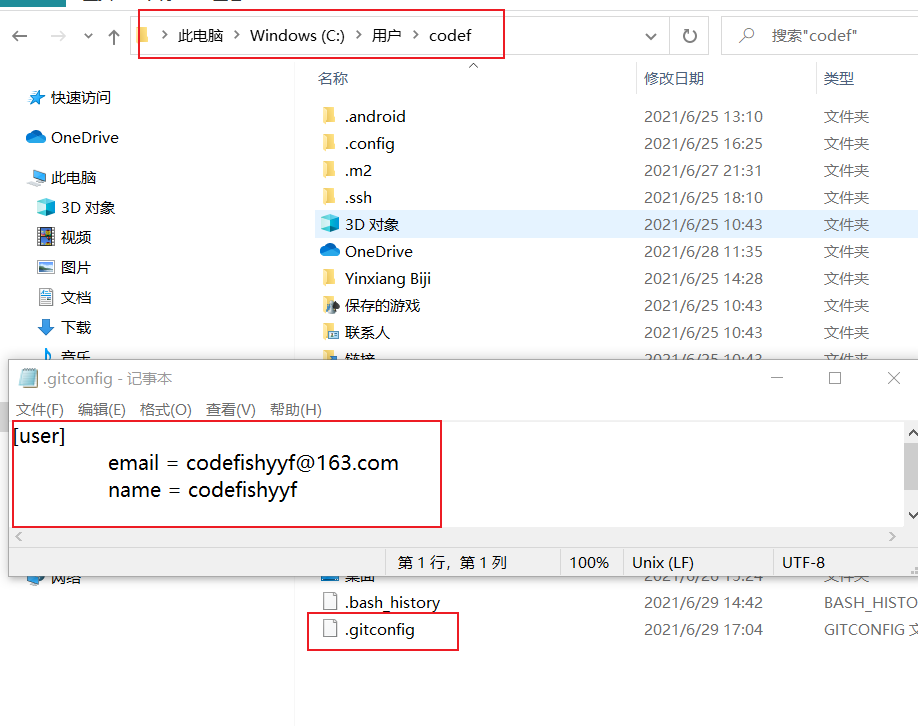 此电脑 > Windows (C:) > 用户 > codef
搜索"codef"
名称 修改日期 类型
快速访问
OneDrive
此电脑
3D 对象
视频
图片
文档
下载
音乐
.android 2021/6/25 13:10 文件夹
.config 2021/6/25 16:25 文件夹
.m2 2021/6/27 21:31 文件夹
.ssh 2021/6/25 18:10 文件夹
3D 对象 2021/6/25 10:43 文件夹
OneDrive 2021/6/28 11:35 文件夹
Yinxiang Biji 2021/6/25 14:28 文件夹
保存的游戏 2021/6/25 10:43 文件夹
联系人 2021/6/25 10:43 文件夹
链接 2021/6/25 10:43 文件夹
.gitconfig - 记事本
文件(F) 编辑(E) 格式(O) 查看(V) 帮助(H)
[user]
email = codefishyyf@163.com
name = codefishyyf
第 1 行，第 1 列 100% Unix (LF) UTF-8
网络
桌面 2021/6/28 15:24 文件夹
.bash_history 2021/6/29 14:42 BASH_HISTO
.gitconfig 2021/6/29 17:04 GITCONFIG 文